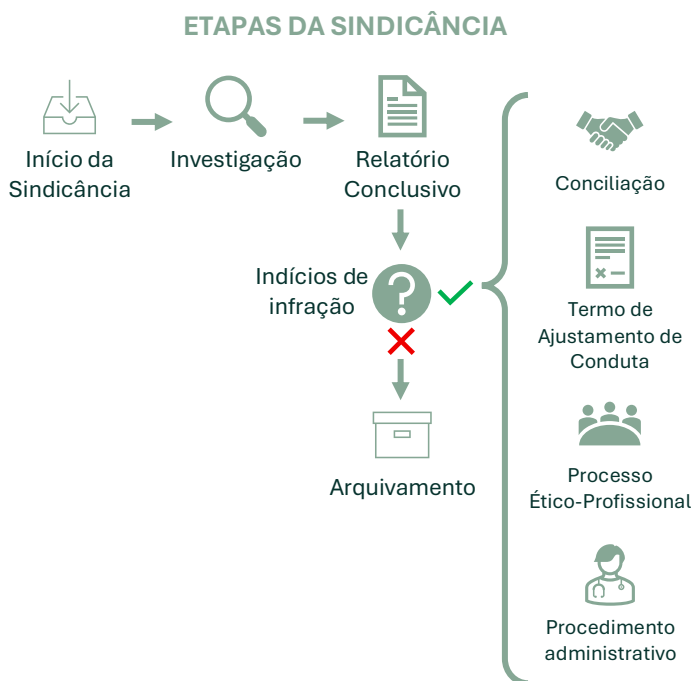 ETAPAS DA SINDICÂNCIA
Início da
Sindicância
Investigação
Relatório
Conclusivo
Indícios de
infração
Arquivamento
Conciliação
Termo de
Ajustamento de
Conduta
Processo
Ético-Profissional
Procedimento
administrativo